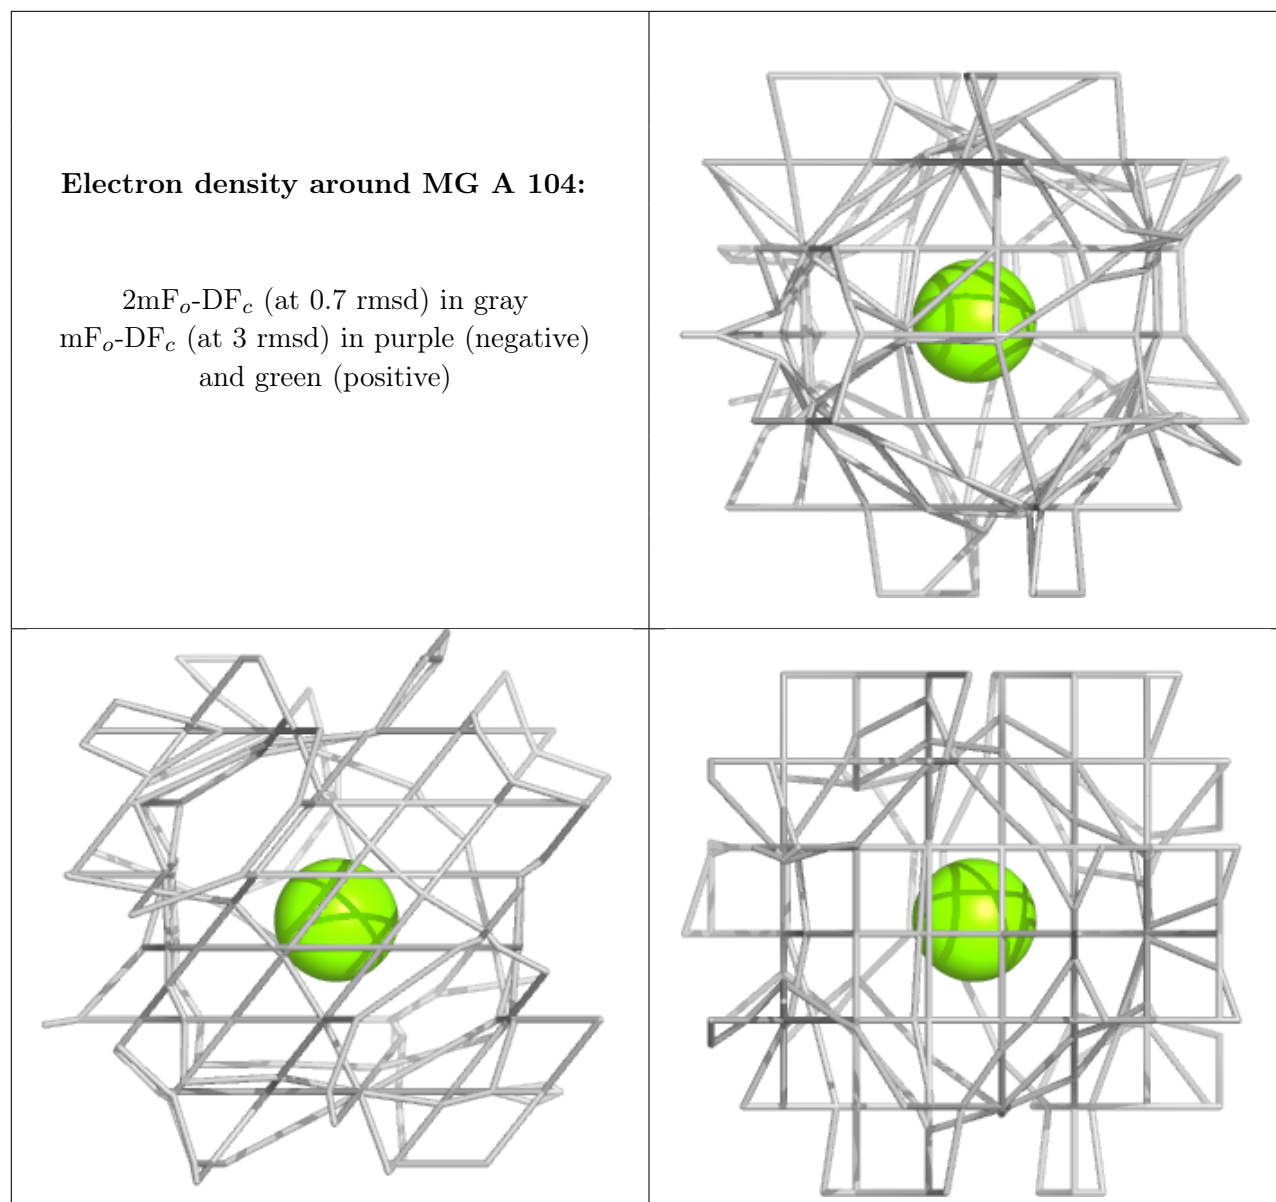 Electron density around MG A 104:
2mFo-DFc (at 0.7 rmsd) in gray
mFo-DFc (at 3 rmsd) in purple (negative)
and green (positive)